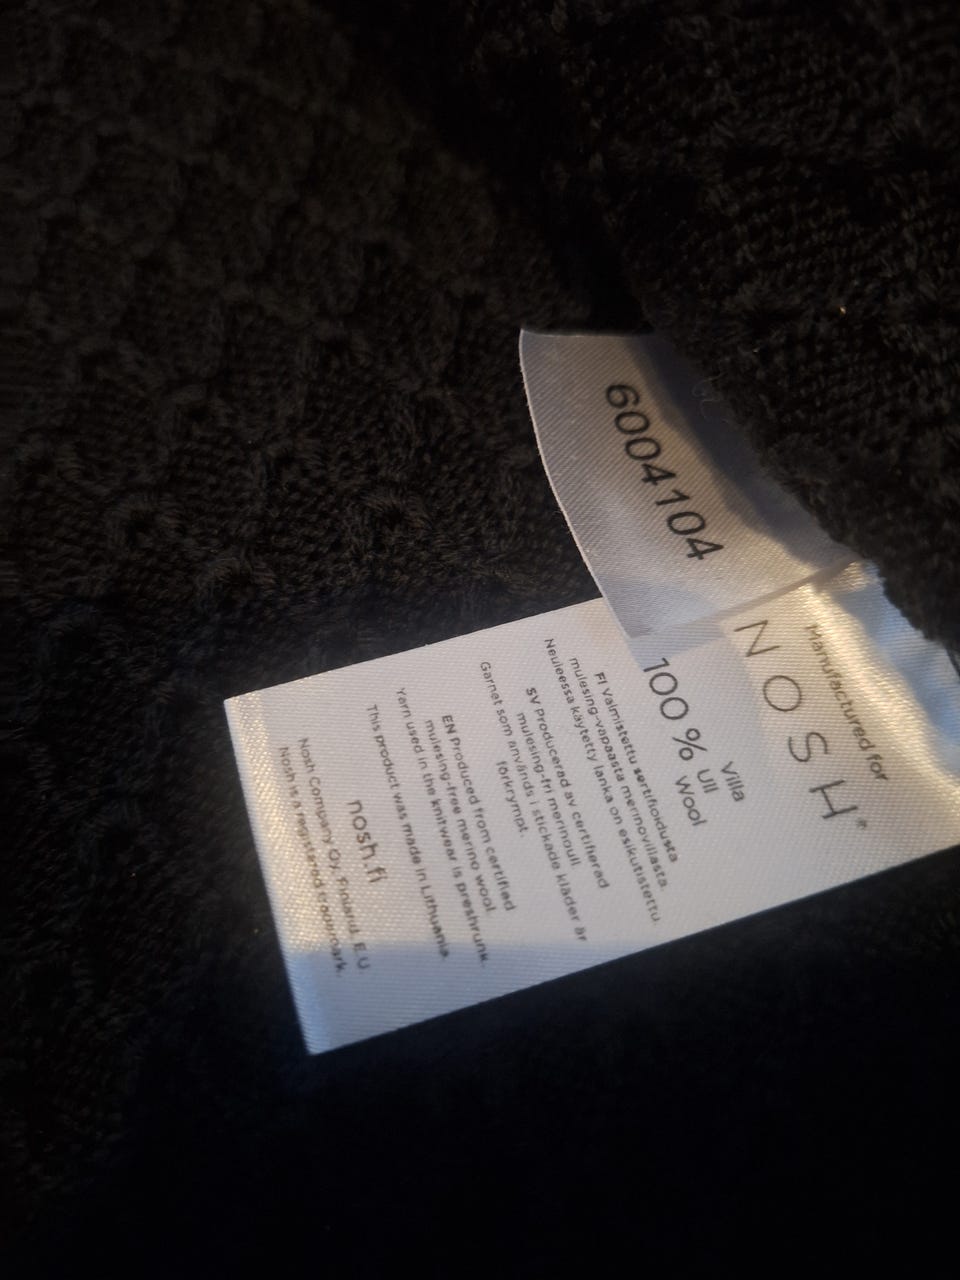 6004104
Manufactured for
NOSH®
100 % Villa
Ull
Wool
FI Valmistettu sertifioidusta
mulesing-vapaasta merinovillasta.
Neuleessa käytetty lanka on esikutistettu.
SV Producerad av certifierad
mulesing-fri merinoull.
Garnet som används i stickade kläder är
förkrympt.
EN Produced from certified
mulesing-free merino wool.
Yarn used in the knitwear is preshrunk.
This product was made in Lithuania.
nosh.fi
Nosh Company Oy, Finland, E.U
Nosh is a registered trademark.